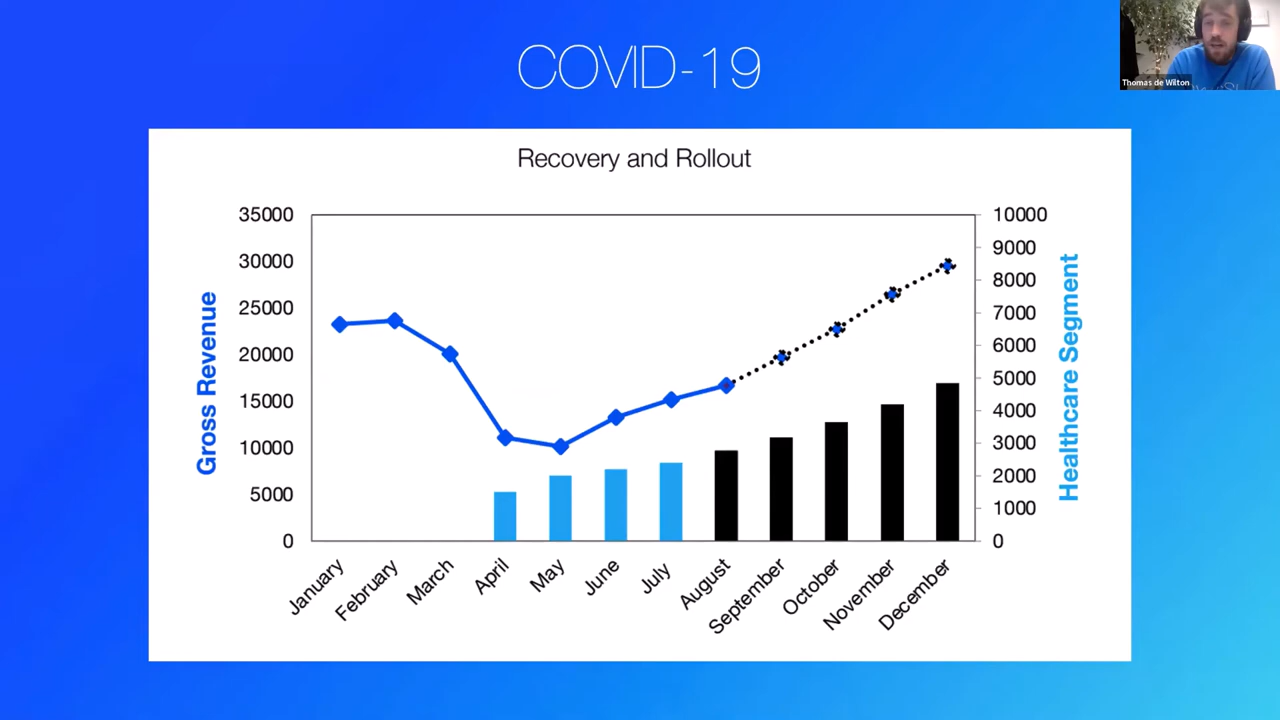 COVID-19
Thomas de Wilton
Recovery and Rollout
35000
30000
25000
20000
15000
10000
5000
0
Gross Revenue
10000
9000
8000
7000
6000
5000
4000
3000
2000
1000
0
Healthcare Segment
January
February
March
April
May
June
July
August
September
October
November
December